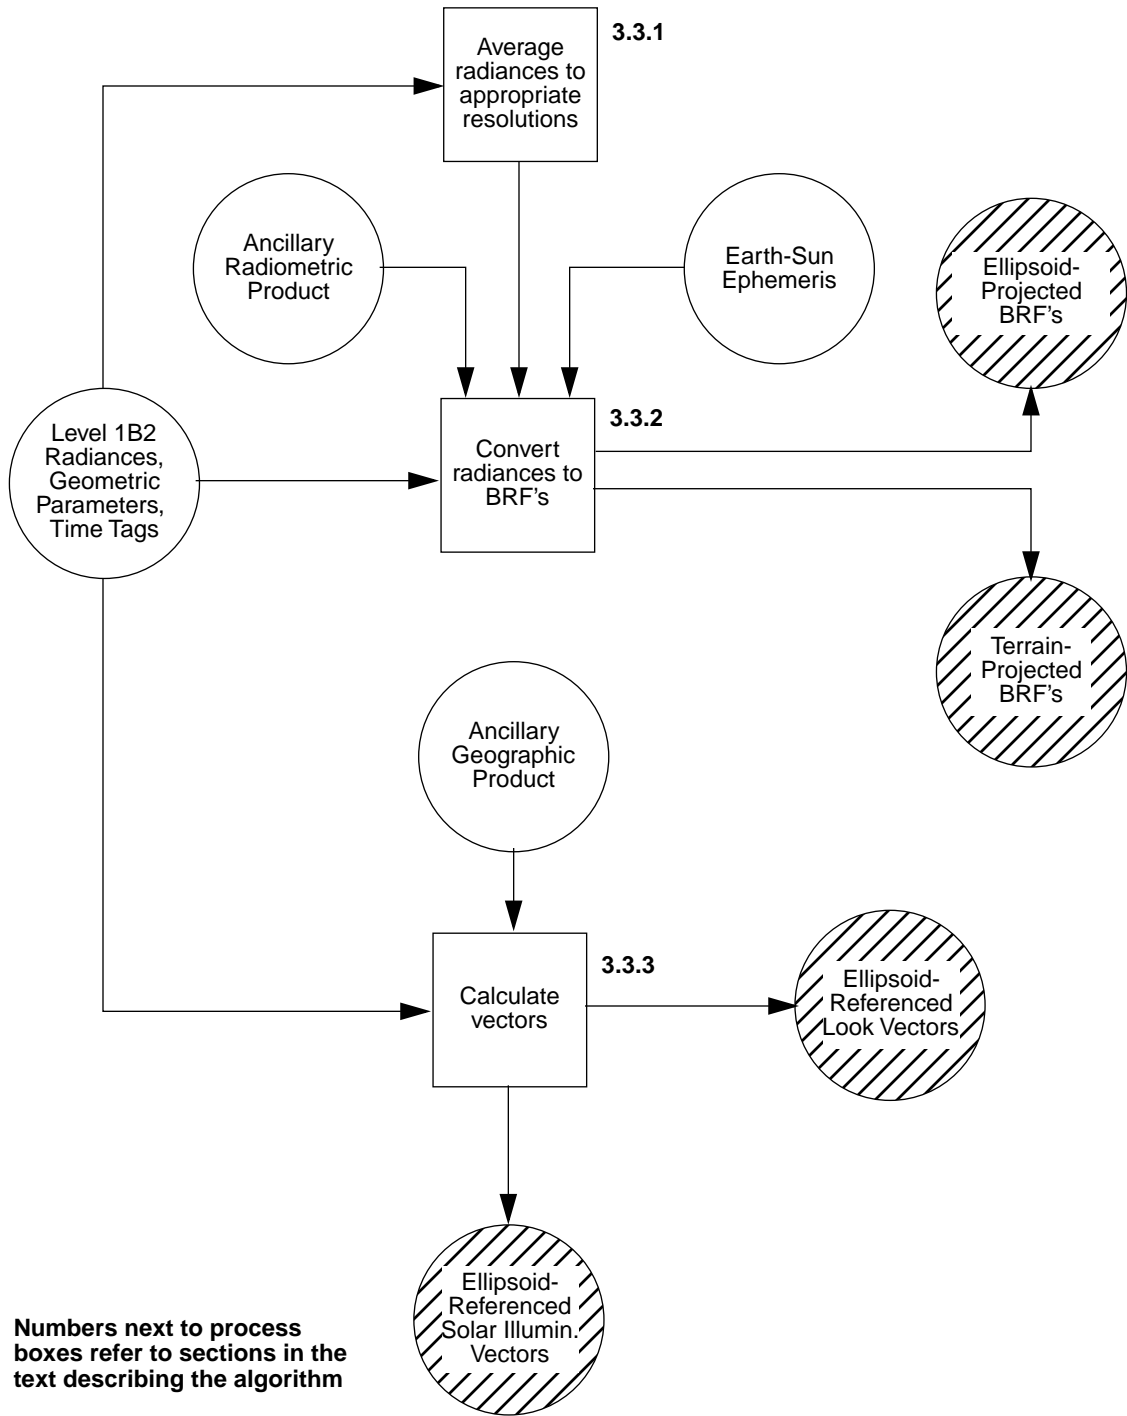 3.3.1
Average
radiances to
appropriate
resolutions
Ancillary
Radiometric
Product
Earth-Sun
Ephemeris
Ellipsoid-
Projected
BRF's
Level 1B2
Radiances,
Geometric
Parameters,
Time Tags
3.3.2
Convert
radiances to
BRF's
Terrain-
Projected
BRF's
Ancillary
Geographic
Product
3.3.3
Calculate
vectors
Ellipsoid-
Referenced
Look Vectors
Ellipsoid-
Referenced
Solar Illumin.
Vectors
Numbers next to process
boxes refer to sections in the
text describing the algorithm